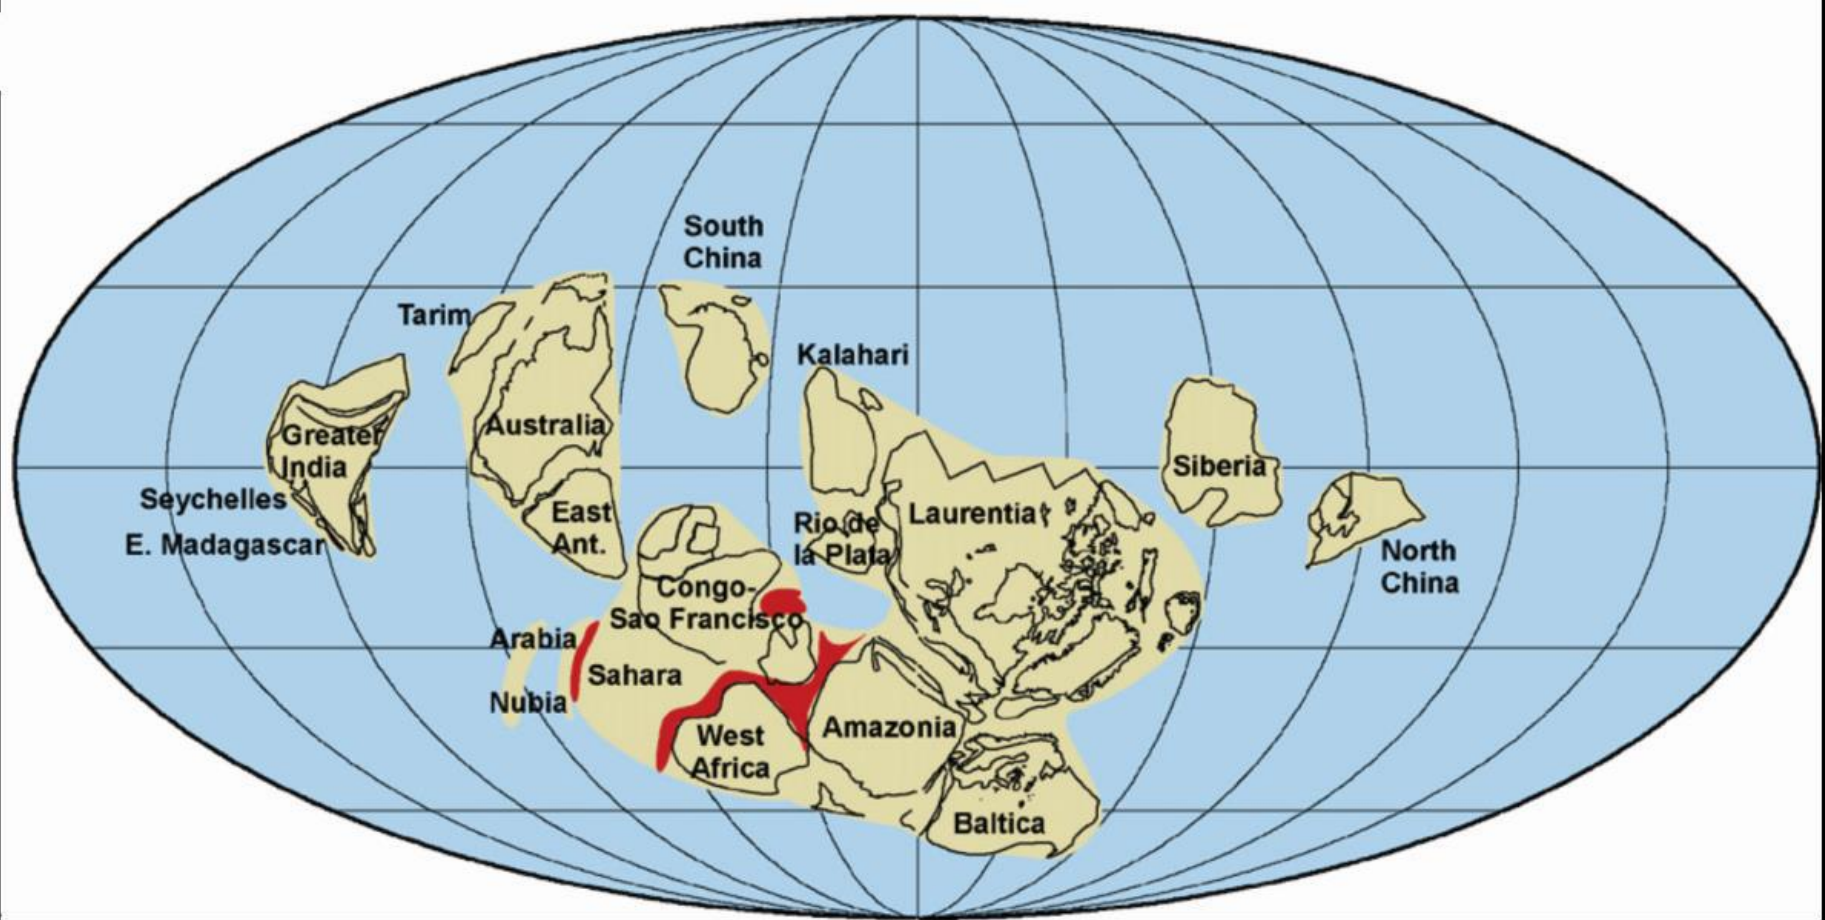 South
China
Tarim
Kalahari
Greater
India
Australia
Siberia
Seychelles
E. Madagascar
East
Ant.
Rio de
la Plata
Laurentia
North
China
Congo-
Sao Francisco
Arabia
Sahara
Nubia
West
Africa
Amazonia
Baltica